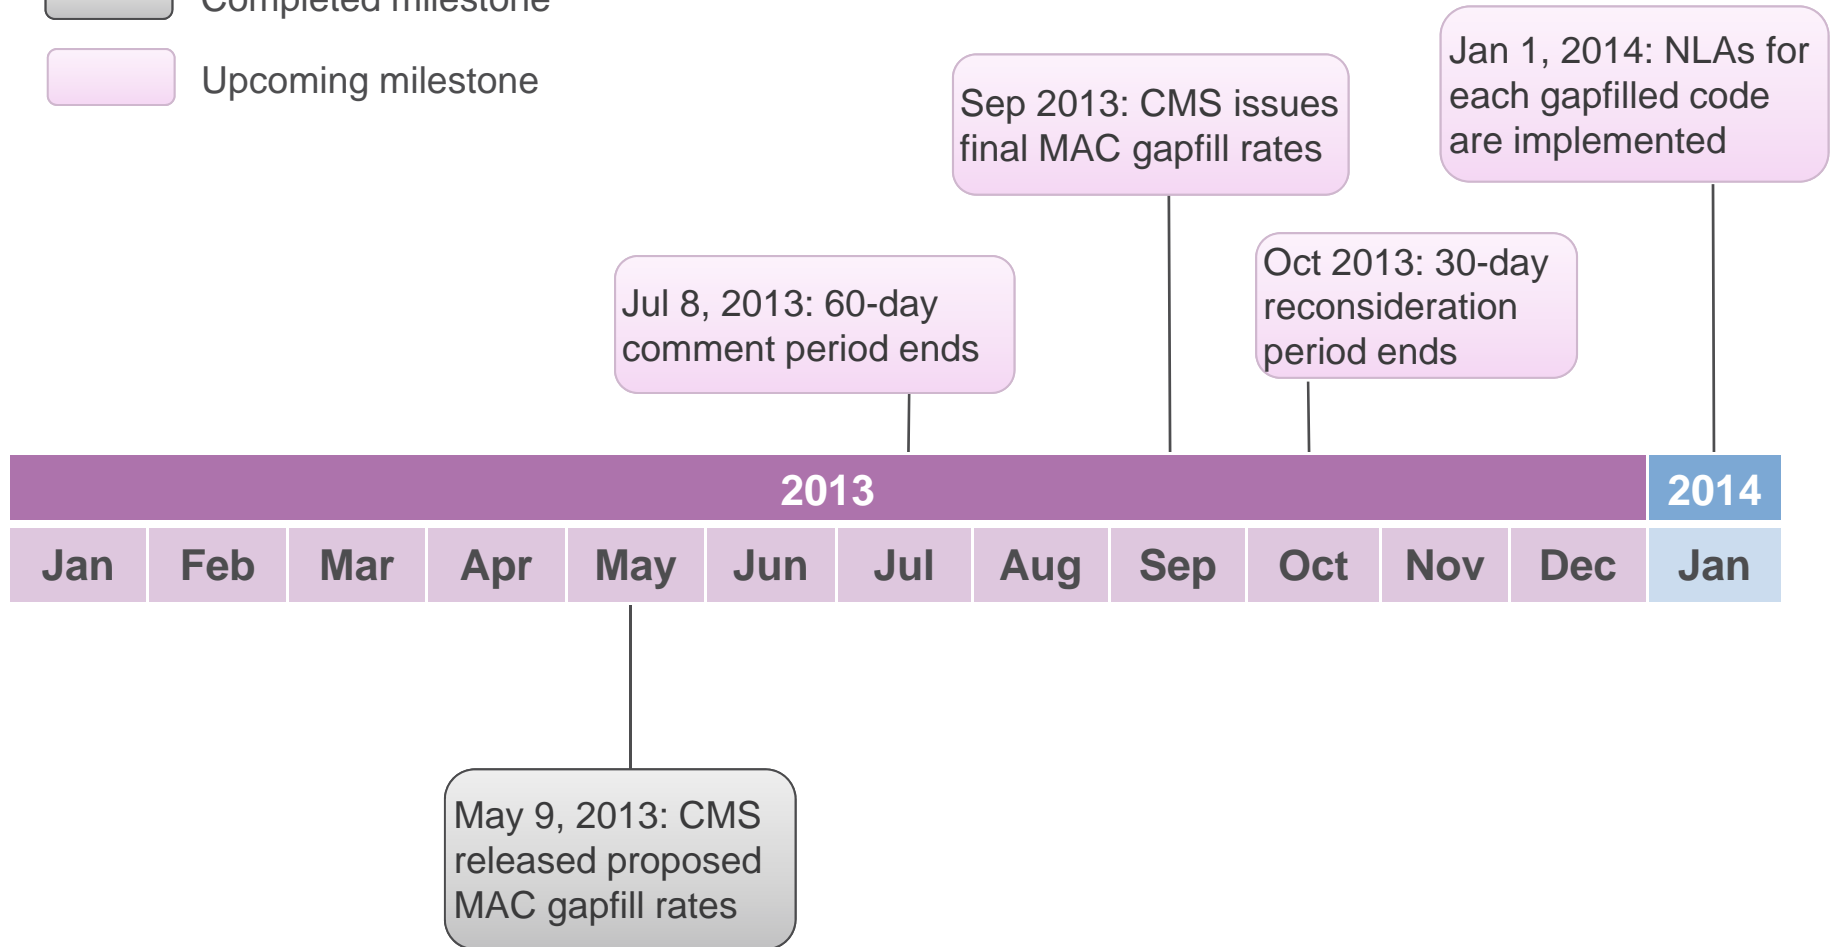 Completed milestone
Upcoming milestone
Jan 1, 2014: NLAs for
each gapfilled code
are implemented
Sep 2013: CMS issues
final MAC gapfill rates
Oct 2013: 30-day
reconsideration
period ends
Jul 8, 2013: 60-day
comment period ends
2013 2014
Jan Feb Mar Apr May Jun Jul Aug Sep Oct Nov Dec Jan
May 9, 2013: CMS
released proposed
MAC gapfill rates